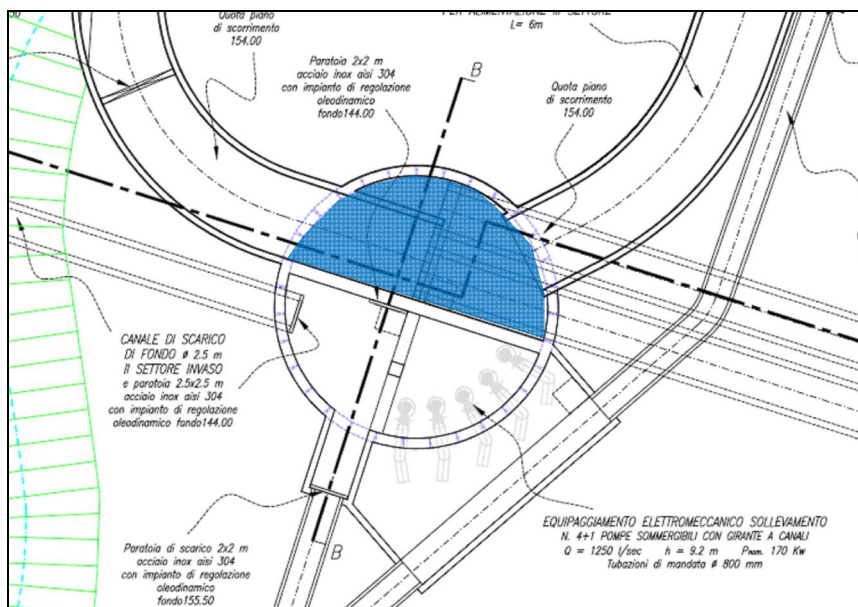 Quota piano
di scorrimento
154.00
L= 6m
Paratoia 2x2 m
acciaio inox aisi 304
con impianto di regolazione
oleodinamico
fondo144.00
B
Quota piano
di scorrimento
154.00
CANALE DI SCARICO
DI FONDO ø 2.5 m
II SETTORE INVASO
e paratoia 2.5x2.5 m
acciaio inox aisi 304
con impianto di regolazione
oleodinamico fondo144.00
EQUIPAGGIAMENTO ELETTROMECCANICO SOLLEVAMENTO
N. 4+1 POMPE SOMMERGIBILI CON GIRANTE A CANALI
Q = 1250 l/sec h = 9.2 m Pnom. 170 Kw
Tubazioni di mandata ø 800 mm
B
Paratoia di scarico 2x2 m
acciaio inox aisi 304
con impianto di regolazione
oleodinamico
fondo155.50